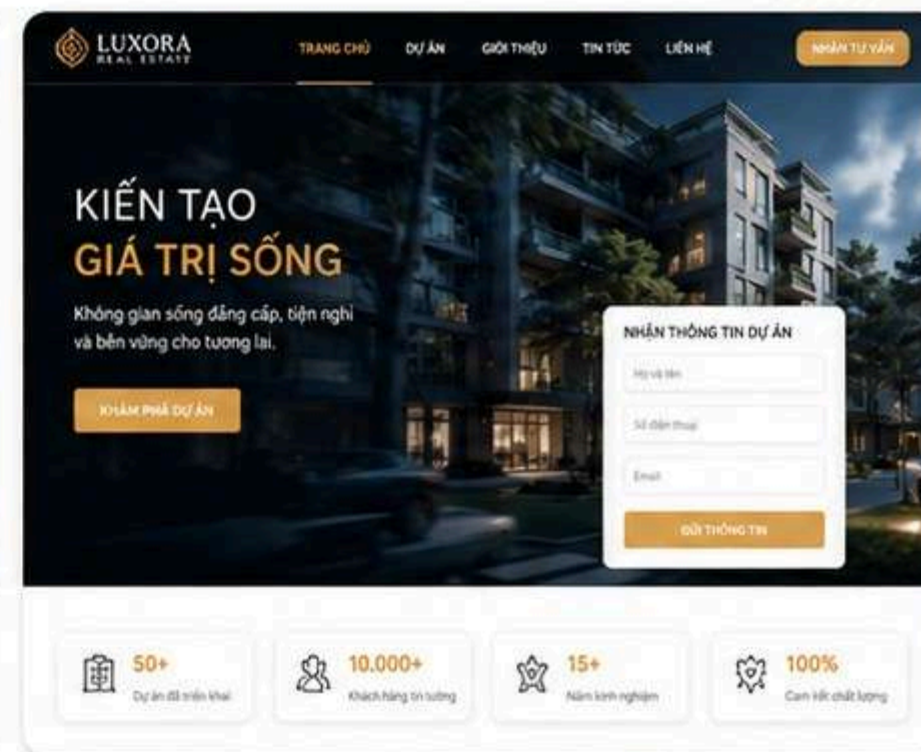 LUXORA
REAL ESTATE
TRANG CHỦ
DỰ ÁN
GIỚI THIỆU
TIN TỨC
LIÊN HỆ
NHẬN TƯ VẤN
KIẾN TẠO
GIÁ TRỊ SỐNG
Không gian sống đẳng cấp, tiện nghi
và bền vững cho tương lai.
KHÁM PHÁ DỰ ÁN
NHẬN THÔNG TIN DỰ ÁN
Họ và tên
Số điện thoại
Email
GỬI THÔNG TIN
50+
Dự án đã triển khai
10.000+
Khách hàng tin tưởng
15+
Năm kinh nghiệm
100%
Cam kết chất lượng